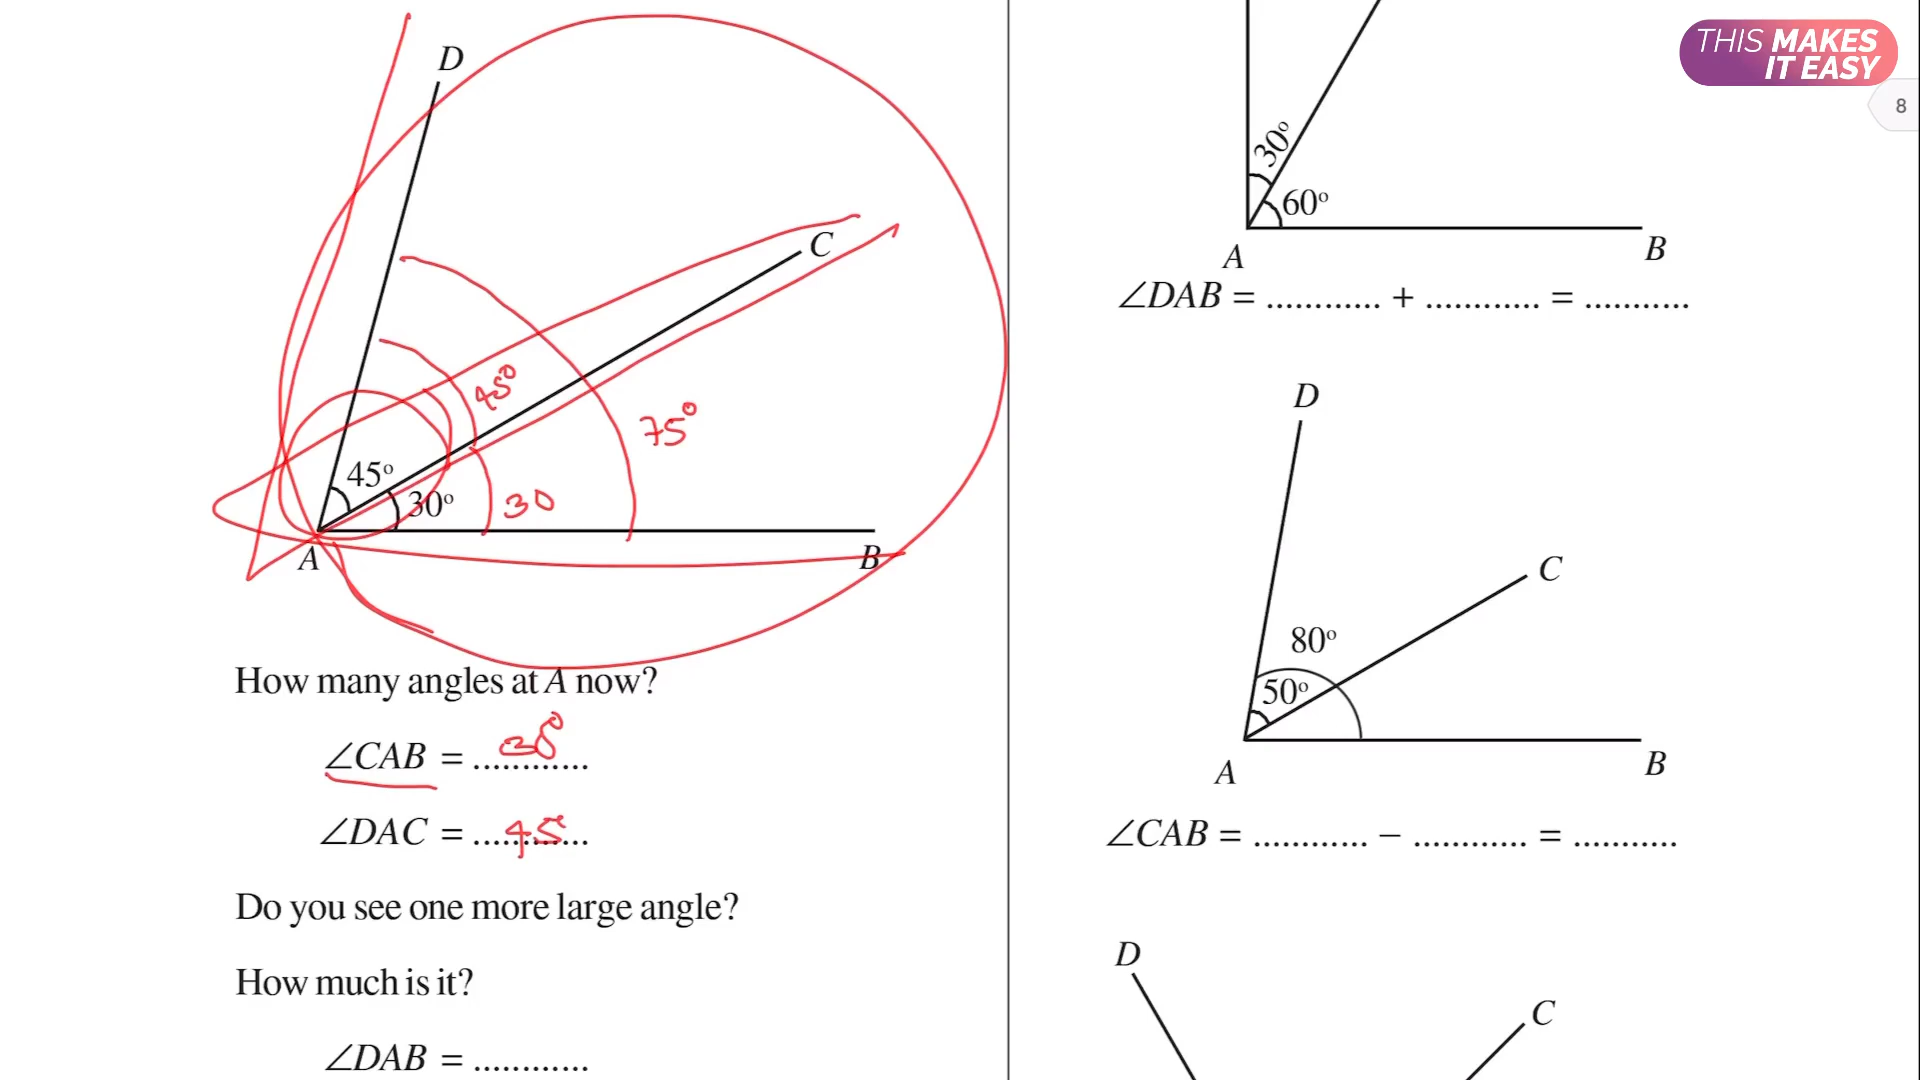 D
C
45°
75°
45°
30°
30
A
B
How many angles at A now?
∠CAB = ............
30°
∠DAC = ............
45°
Do you see one more large angle?
How much is it?
∠DAB = ............
THIS MAKES
IT EASY
8
30°
60°
A
B
∠DAB = ............ + ............ = ...........
D
C
80°
50°
A
B
∠CAB = ............ − ............ = ...........
D
C